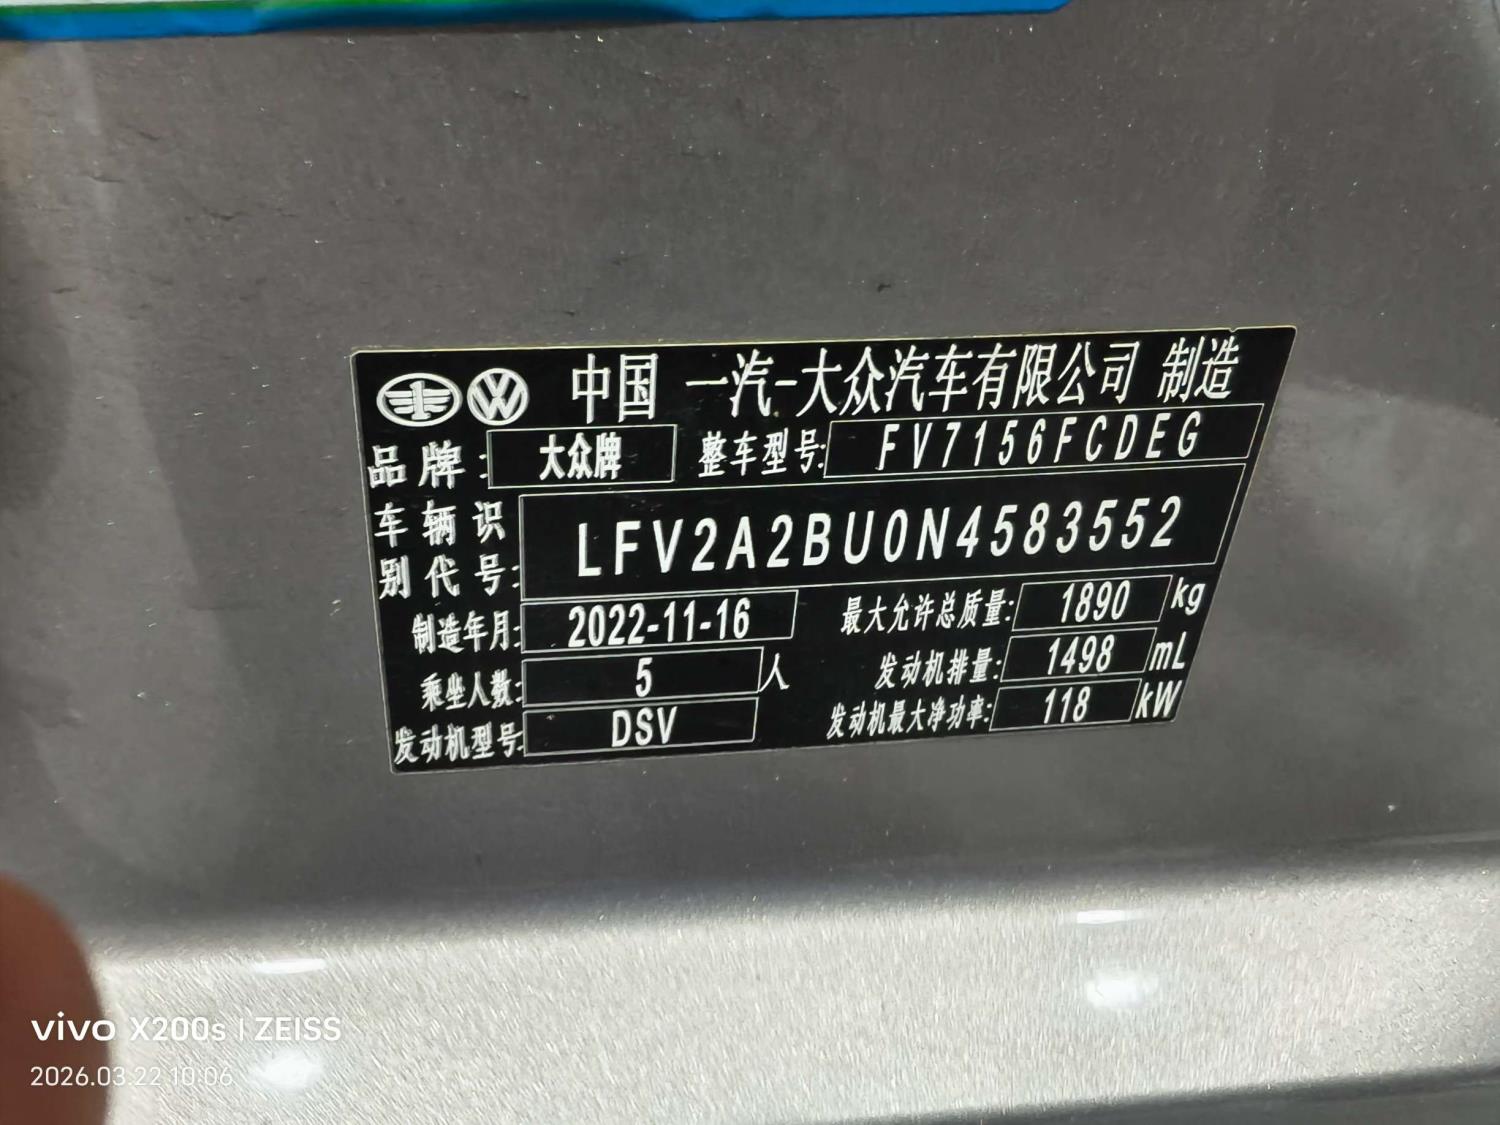 中国 一汽-大众汽车有限公司 制造
品牌: 大众牌 整车型号: FV7156FCDEG
车辆识别代号: LFV2A2BU0N4583552
制造年月: 2022-11-16 最大允许总质量: 1890 kg
乘坐人数: 5 人 发动机排量: 1498 mL
发动机型号: DSV 发动机最大净功率: 118 kW
vivo X200s | ZEISS
2026.03.22 10:06